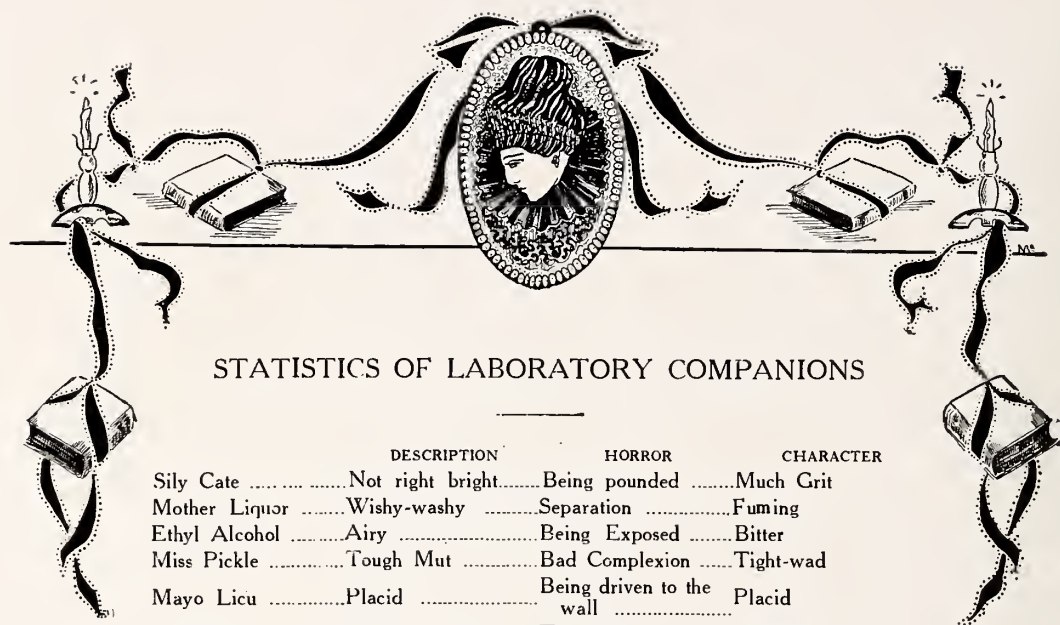 STATISTICS OF LABORATORY COMPANIONS
DESCRIPTION HORROR CHARACTER
Sily Cate .... ... ... ......Not right bright.......Being pounded .......Much Grit
Mother Liquor ........Wishy-washy .........Separation ..............Fuming
Ethyl Alcohol ..........Airy ..........................Being Exposed .......Bitter
Miss Pickle ..............Tough Mut ..............Bad Complexion ....Tight-wad
Mayo Licu ..............Placid ......................Being driven to the wall ......................Placid